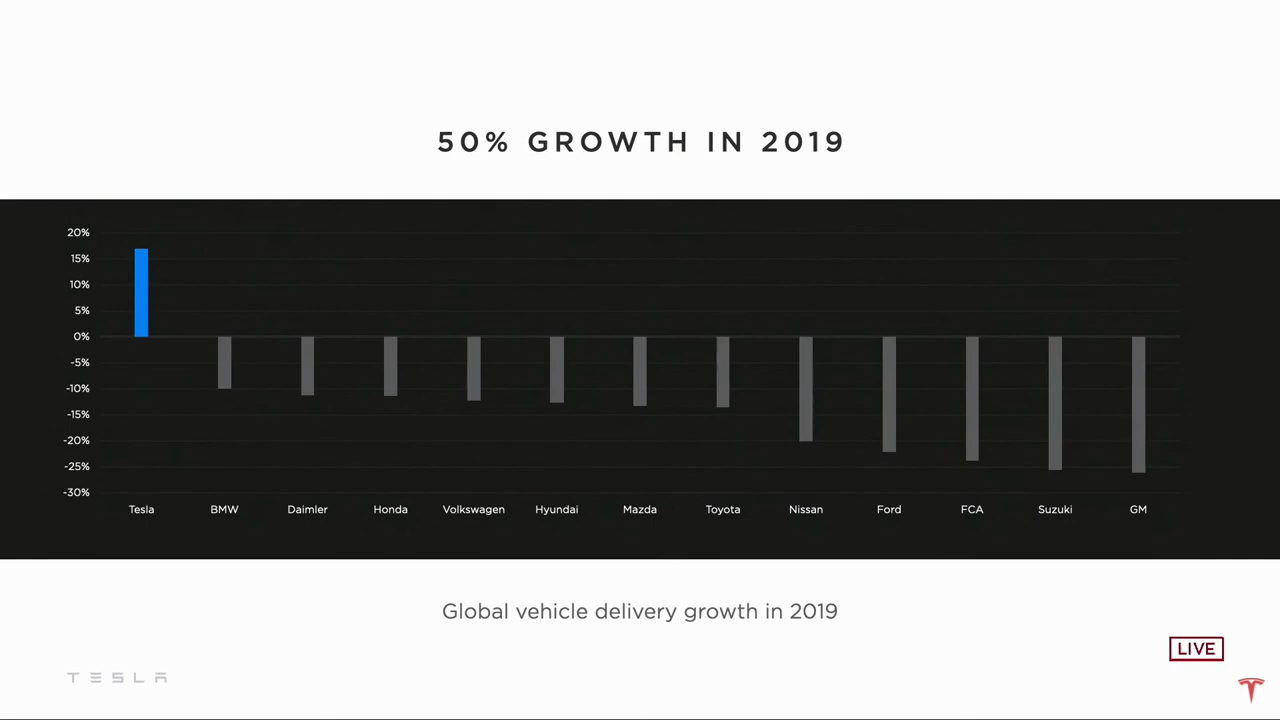 50% GROWTH IN 2019
20%
15%
10%
5%
0%
-5%
-10%
-15%
-20%
-25%
-30%
Tesla BMW Daimler Honda Volkswagen Hyundai Mazda Toyota Nissan Ford FCA Suzuki GM
Global vehicle delivery growth in 2019
LIVE
TESLA